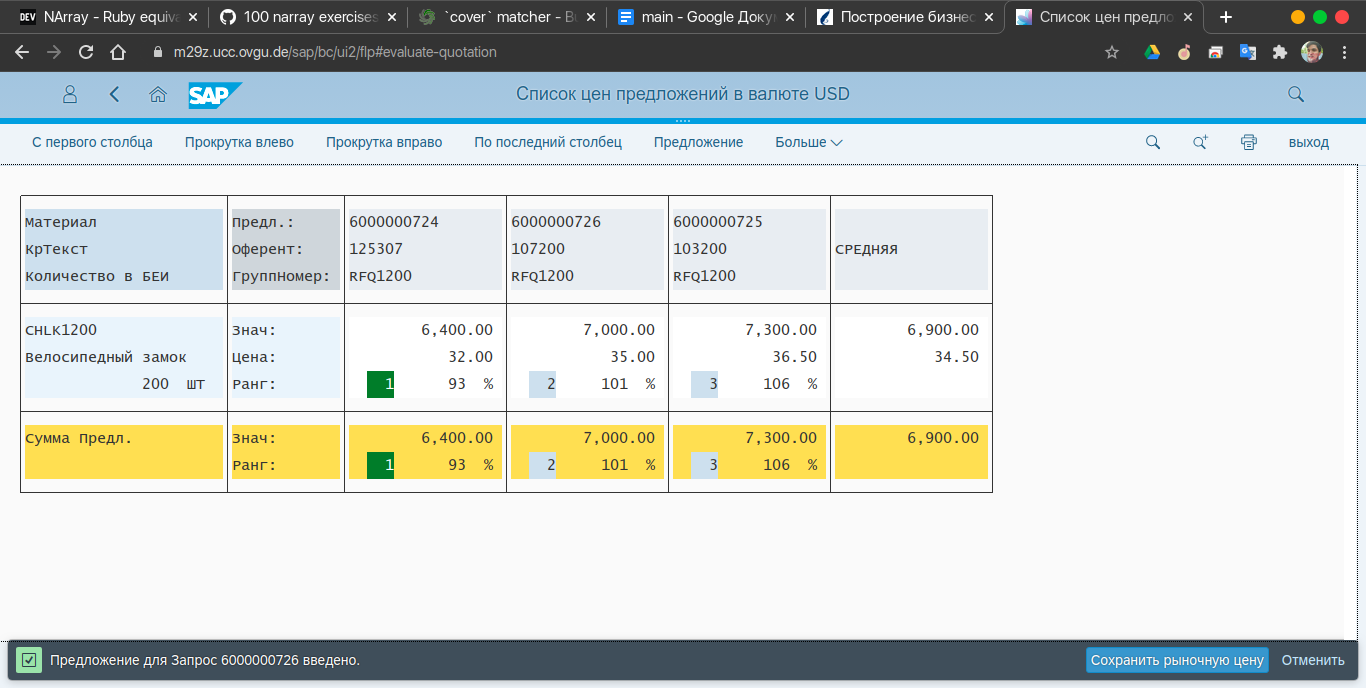 NArray - Ruby equiva
100 narray exercises
`cover` matcher - Bu
main - Google Доку
Построение бизнес
Список цен предло
m29z.ucc.ovgu.de/sap/bc/ui2/flp#evaluate-quotation
SAP
Список цен предложений в валюте USD
С первого столбца Прокрутка влево Прокрутка вправо По последний столбец Предложение Больше выход
Материал Предл.: 6000000724 6000000726 6000000725
КрТекст Оферент: 125307 107200 103200 СРЕДНЯЯ
Количество в БЕИ ГруппНомер: RFQ1200 RFQ1200 RFQ1200
CHLK1200 Знач: 6,400.00 7,000.00 7,300.00 6,900.00
Велосипедный замок Цена: 32.00 35.00 36.50 34.50
200 шт Ранг: 1 93 % 2 101 % 3 106 %
Сумма Предл. Знач: 6,400.00 7,000.00 7,300.00 6,900.00
Ранг: 1 93 % 2 101 % 3 106 %
Предложение для Запрос 6000000726 введено. Сохранить рыночную цену Отменить